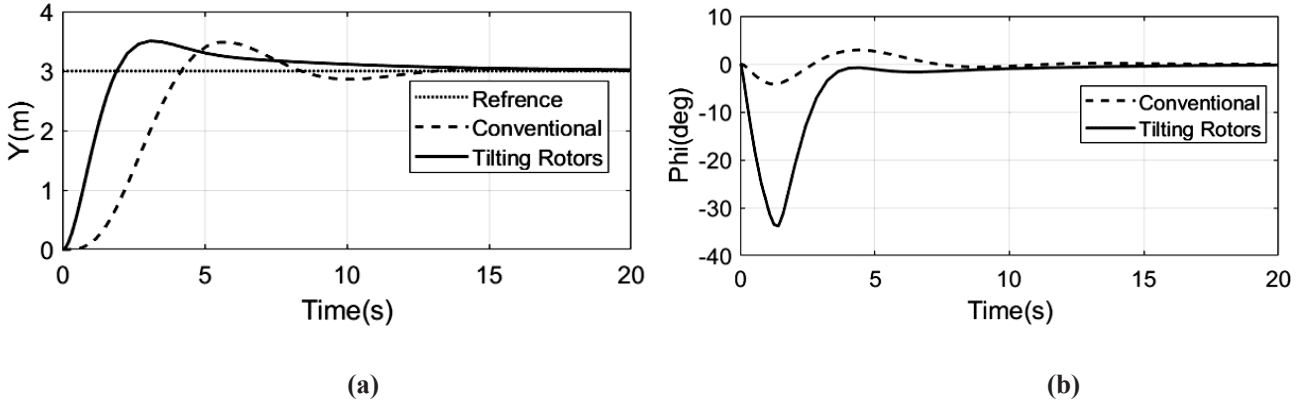 4
3
2
1
0
Y(m)
Refrence
Conventional
Tilting Rotors
0 5 10 15 20
Time(s)
(a)
10
0
-10
-20
-30
-40
Phi(deg)
Conventional
Tilting Rotors
0 5 10 15 20
Time(s)
(b)